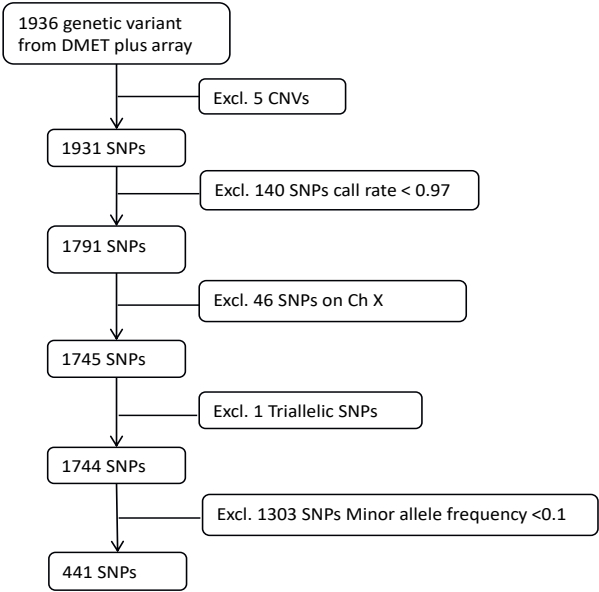 1936 genetic variant
from DMET plus array
Excl. 5 CNVs
1931 SNPs
Excl. 140 SNPs call rate < 0.97
1791 SNPs
Excl. 46 SNPs on Ch X
1745 SNPs
Excl. 1 Triallelic SNPs
1744 SNPs
Excl. 1303 SNPs Minor allele frequency <0.1
441 SNPs